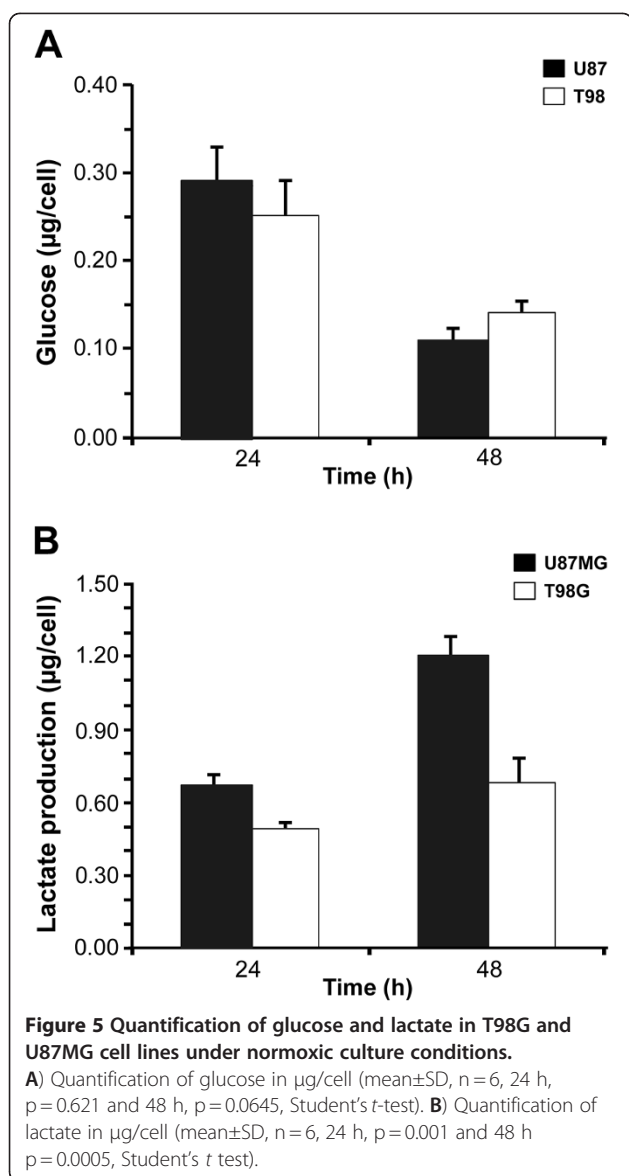 A
U87
T98
0.40
0.30
0.20
0.10
0.00
Glucose (µg/cell)
24
48
Time (h)
B
U87MG
T98G
1.50
1.20
0.90
0.60
0.30
0.00
Lactate production (µg/cell)
24
48
Time (h)
Figure 5 Quantification of glucose and lactate in T98G and
U87MG cell lines under normoxic culture conditions.
A) Quantification of glucose in µg/cell (mean±SD, n = 6, 24 h,
p = 0.621 and 48 h, p = 0.0645, Student's t-test). B) Quantification of
lactate in µg/cell (mean±SD, n = 6, 24 h, p = 0.001 and 48 h
p = 0.0005, Student's t test).